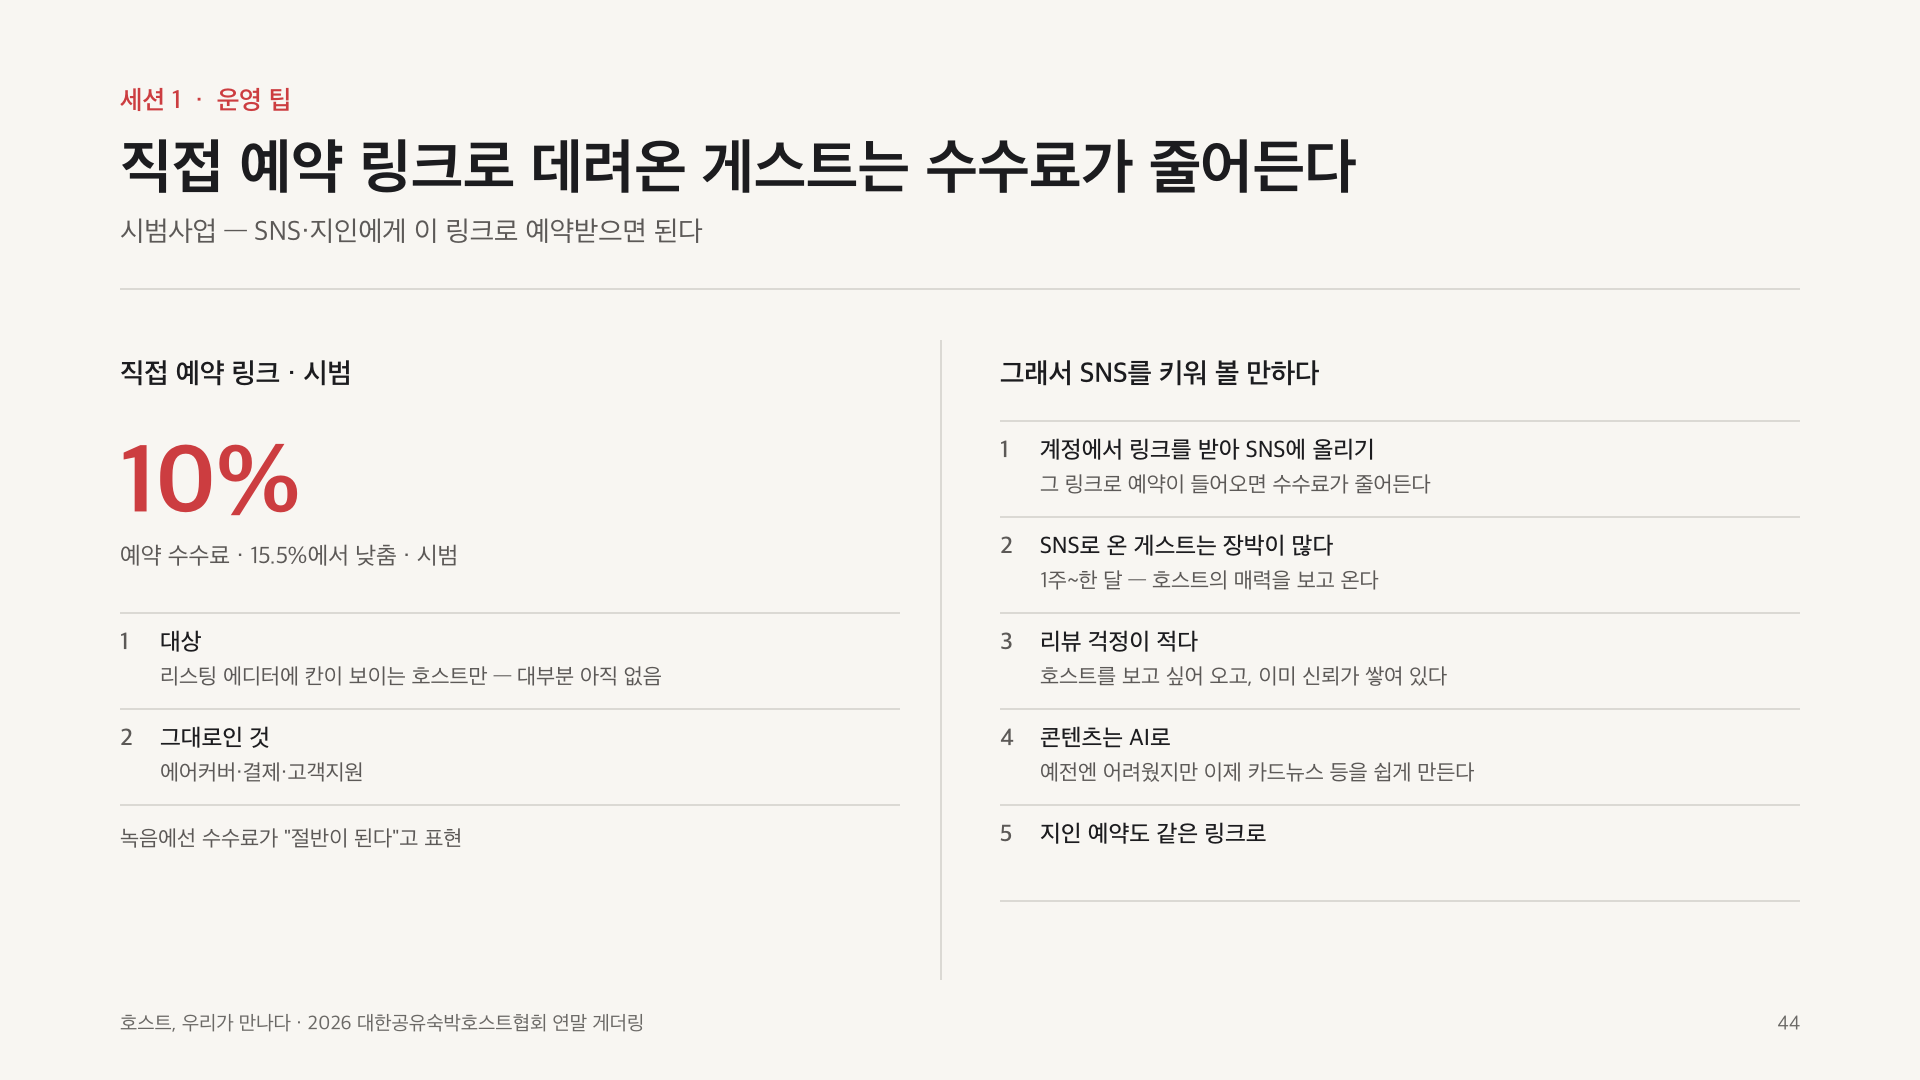 세션 1 · 운영 팁
직접 예약 링크로 데려온 게스트는 수수료가 줄어든다
시범사업 — SNS·지인에게 이 링크로 예약받으면 된다
직접 예약 링크 · 시범
10%
예약 수수료 · 15.5%에서 낮춤 · 시범
1 대상
리스팅 에디터에 칸이 보이는 호스트만 — 대부분 아직 없음
2 그대로인 것
에어커버·결제·고객지원
녹음에선 수수료가 "절반이 된다"고 표현
그래서 SNS를 키워 볼 만하다
1 계정에서 링크를 받아 SNS에 올리기
그 링크로 예약이 들어오면 수수료가 줄어든다
2 SNS로 온 게스트는 장박이 많다
1주~한 달 — 호스트의 매력을 보고 온다
3 리뷰 걱정이 적다
호스트를 보고 싶어 오고, 이미 신뢰가 쌓여 있다
4 콘텐츠는 AI로
예전엔 어려웠지만 이제 카드뉴스 등을 쉽게 만든다
5 지인 예약도 같은 링크로
호스트, 우리가 만나다 · 2026 대한공유숙박호스트협회 연말 게더링
44